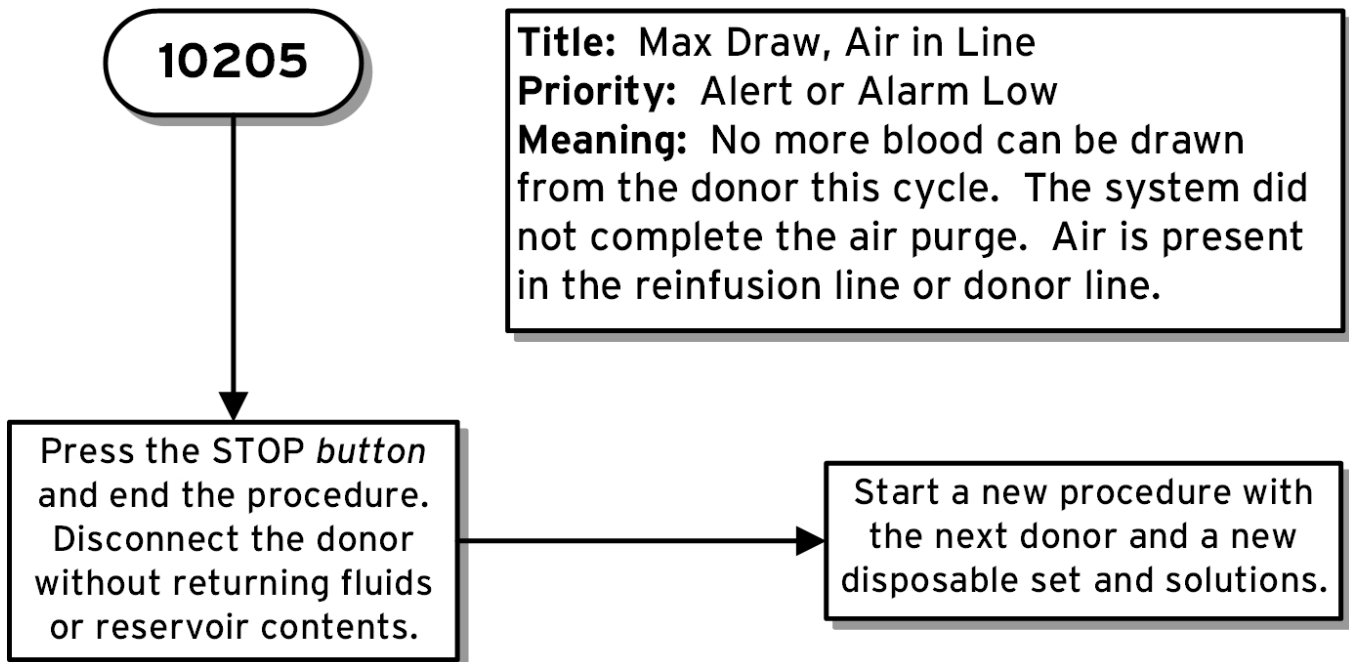 10205
Title: Max Draw, Air in Line
Priority: Alert or Alarm Low
Meaning: No more blood can be drawn
from the donor this cycle. The system did
not complete the air purge. Air is present
in the reinfusion line or donor line.
Press the STOP button
and end the procedure.
Disconnect the donor
without returning fluids
or reservoir contents.
Start a new procedure with
the next donor and a new
disposable set and solutions.